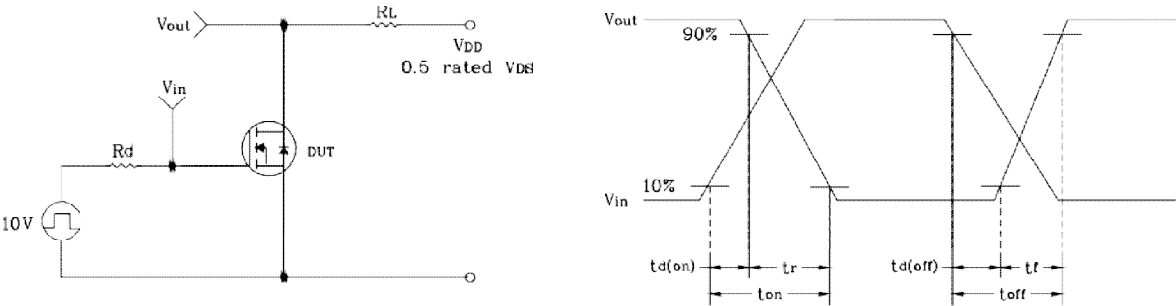 Vout
RL
VDD
0.5 rated VDS
Vin
Rd
DUT
10V
Vout
90%
10%
Vin
td(on)
tr
ton
td(off)
tf
toff